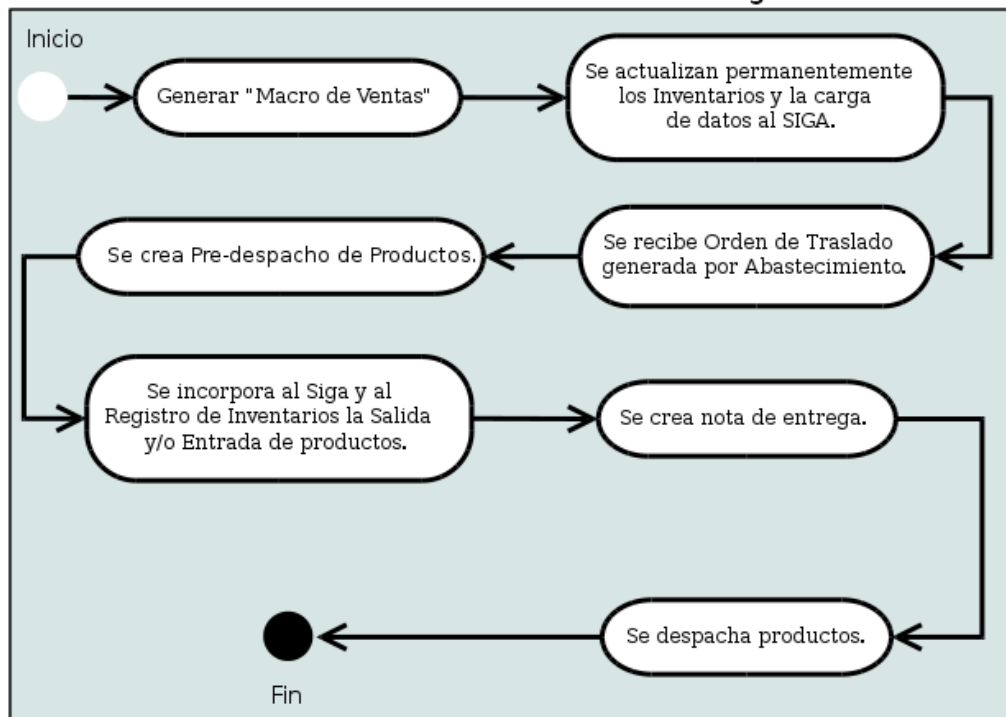 Inicio
Generar "Macro de Ventas"
Se actualizan permanentemente
los Inventarios y la carga
de datos al SIGA.
Se recibe Orden de Traslado
generada por Abastecimiento.
Se crea Pre-despacho de Productos.
Se incorpora al Siga y al
Registro de Inventarios la Salida
y/o Entrada de productos.
Se crea nota de entrega.
Se despacha productos.
Fin